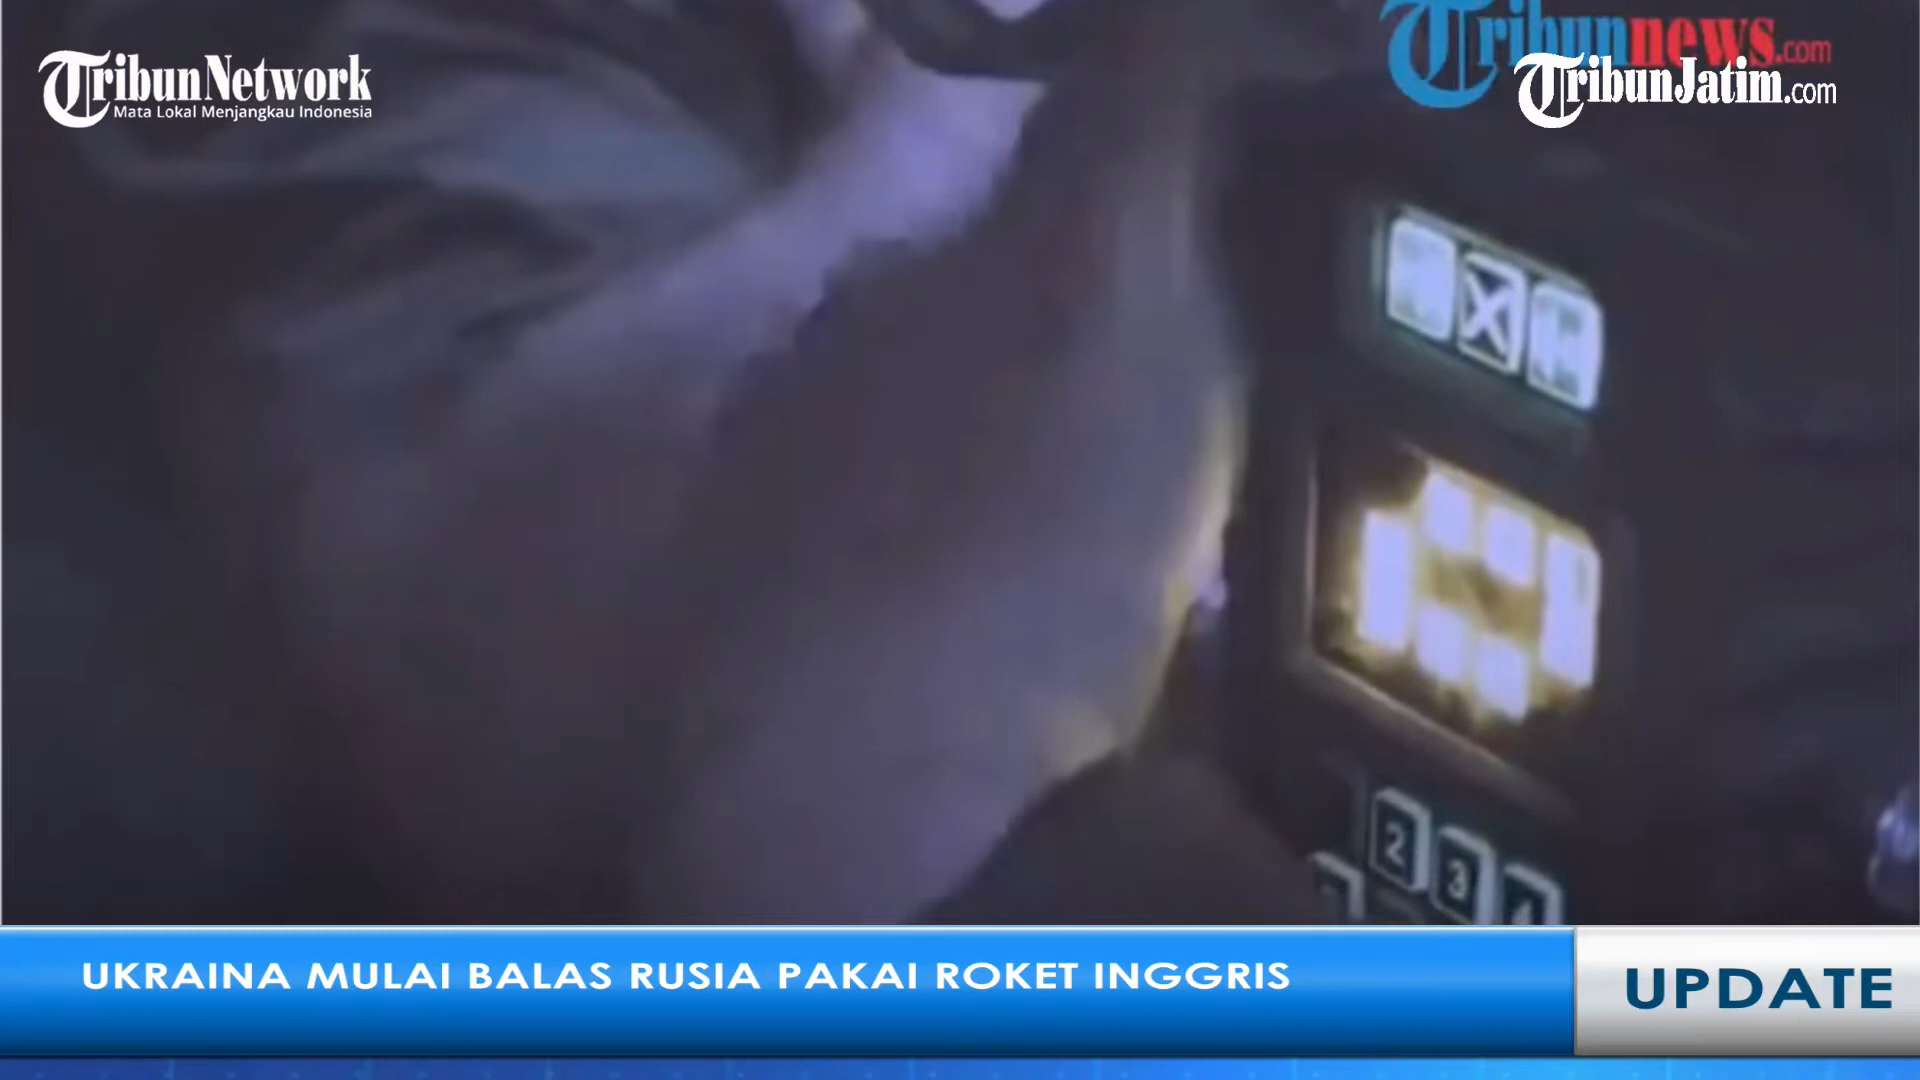 Tribunnews.com
TribunNetwork
Mata Lokal Menjangkau Indonesia
TribunJatim.com
X
2 3 4
UKRAINA MULAI BALAS RUSIA PAKAI ROKET INGGRIS
UPDATE